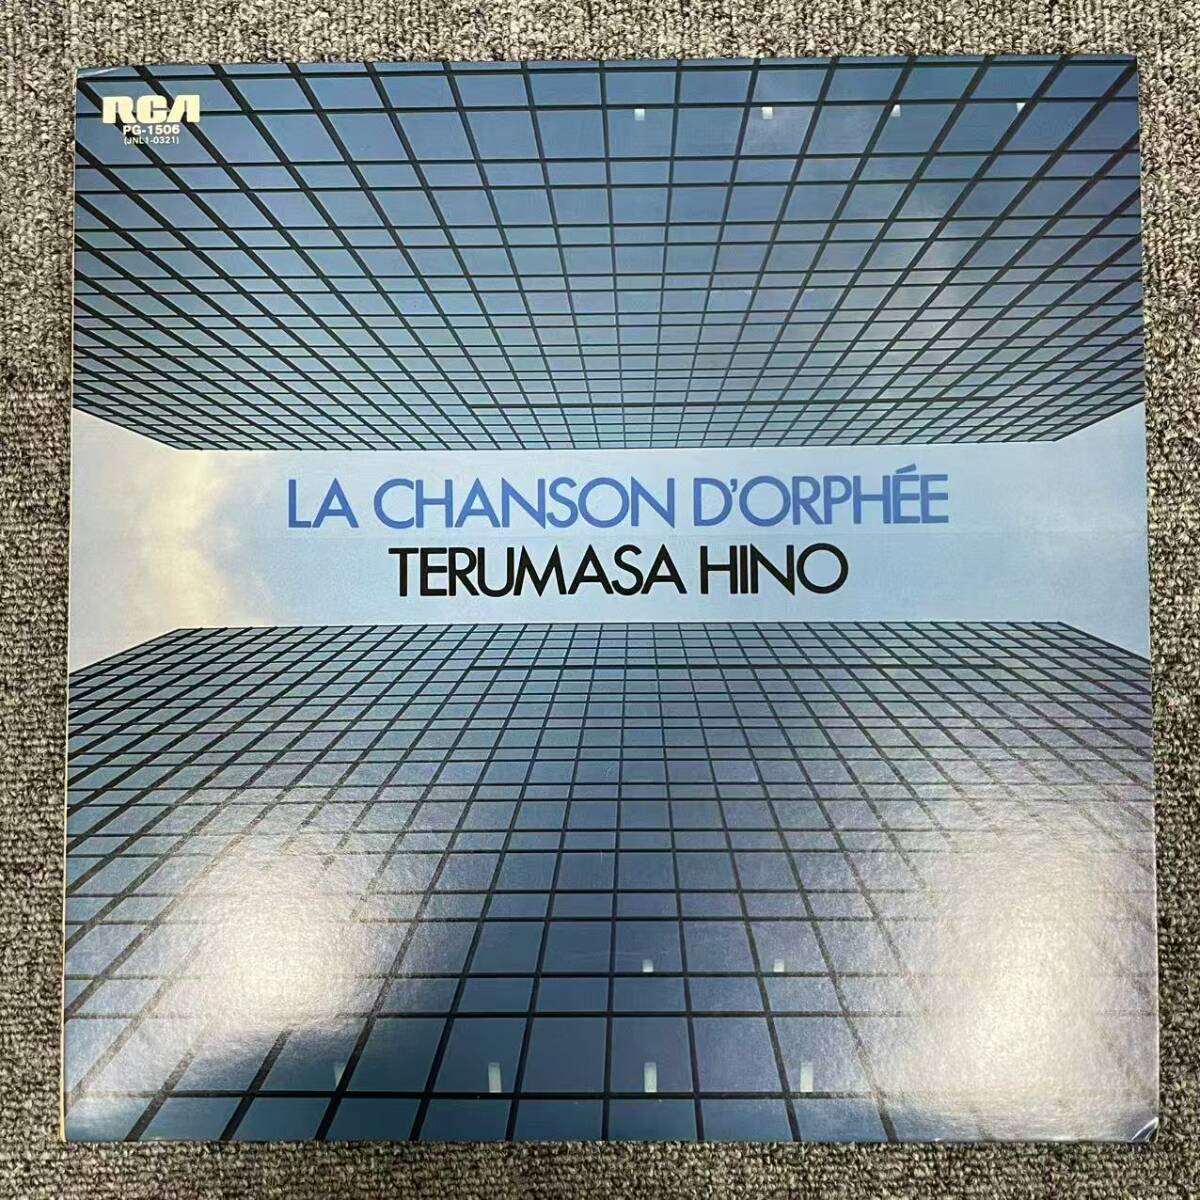 RCA
PG-1506
(JNL1-0321)
LA CHANSON D'ORPHÉE
TERUMASA HINO